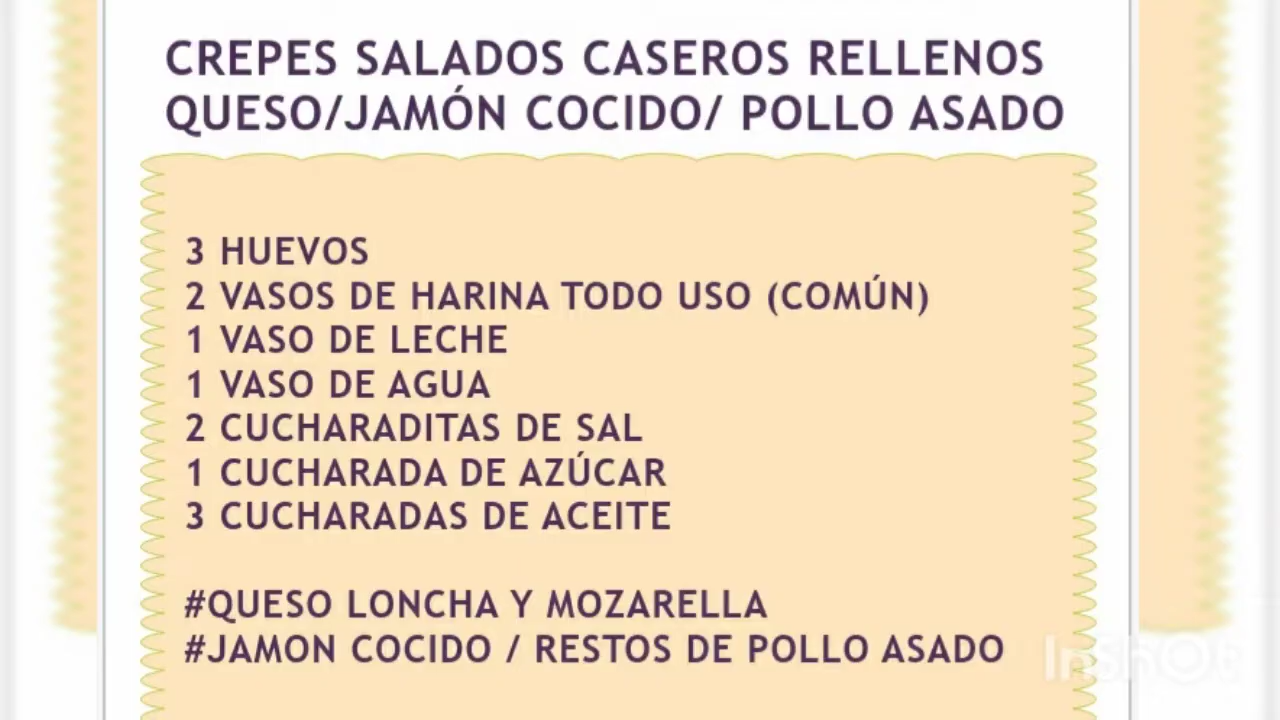 CREPES SALADOS CASEROS RELLENOS
QUESO/JAMÓN COCIDO/ POLLO ASADO
3 HUEVOS
2 VASOS DE HARINA TODO USO (COMÚN)
1 VASO DE LECHE
1 VASO DE AGUA
2 CUCHARADITAS DE SAL
1 CUCHARADA DE AZÚCAR
3 CUCHARADAS DE ACEITE
#QUESO LONCHA Y MOZARELLA
#JAMON COCIDO / RESTOS DE POLLO ASADO
InShOt